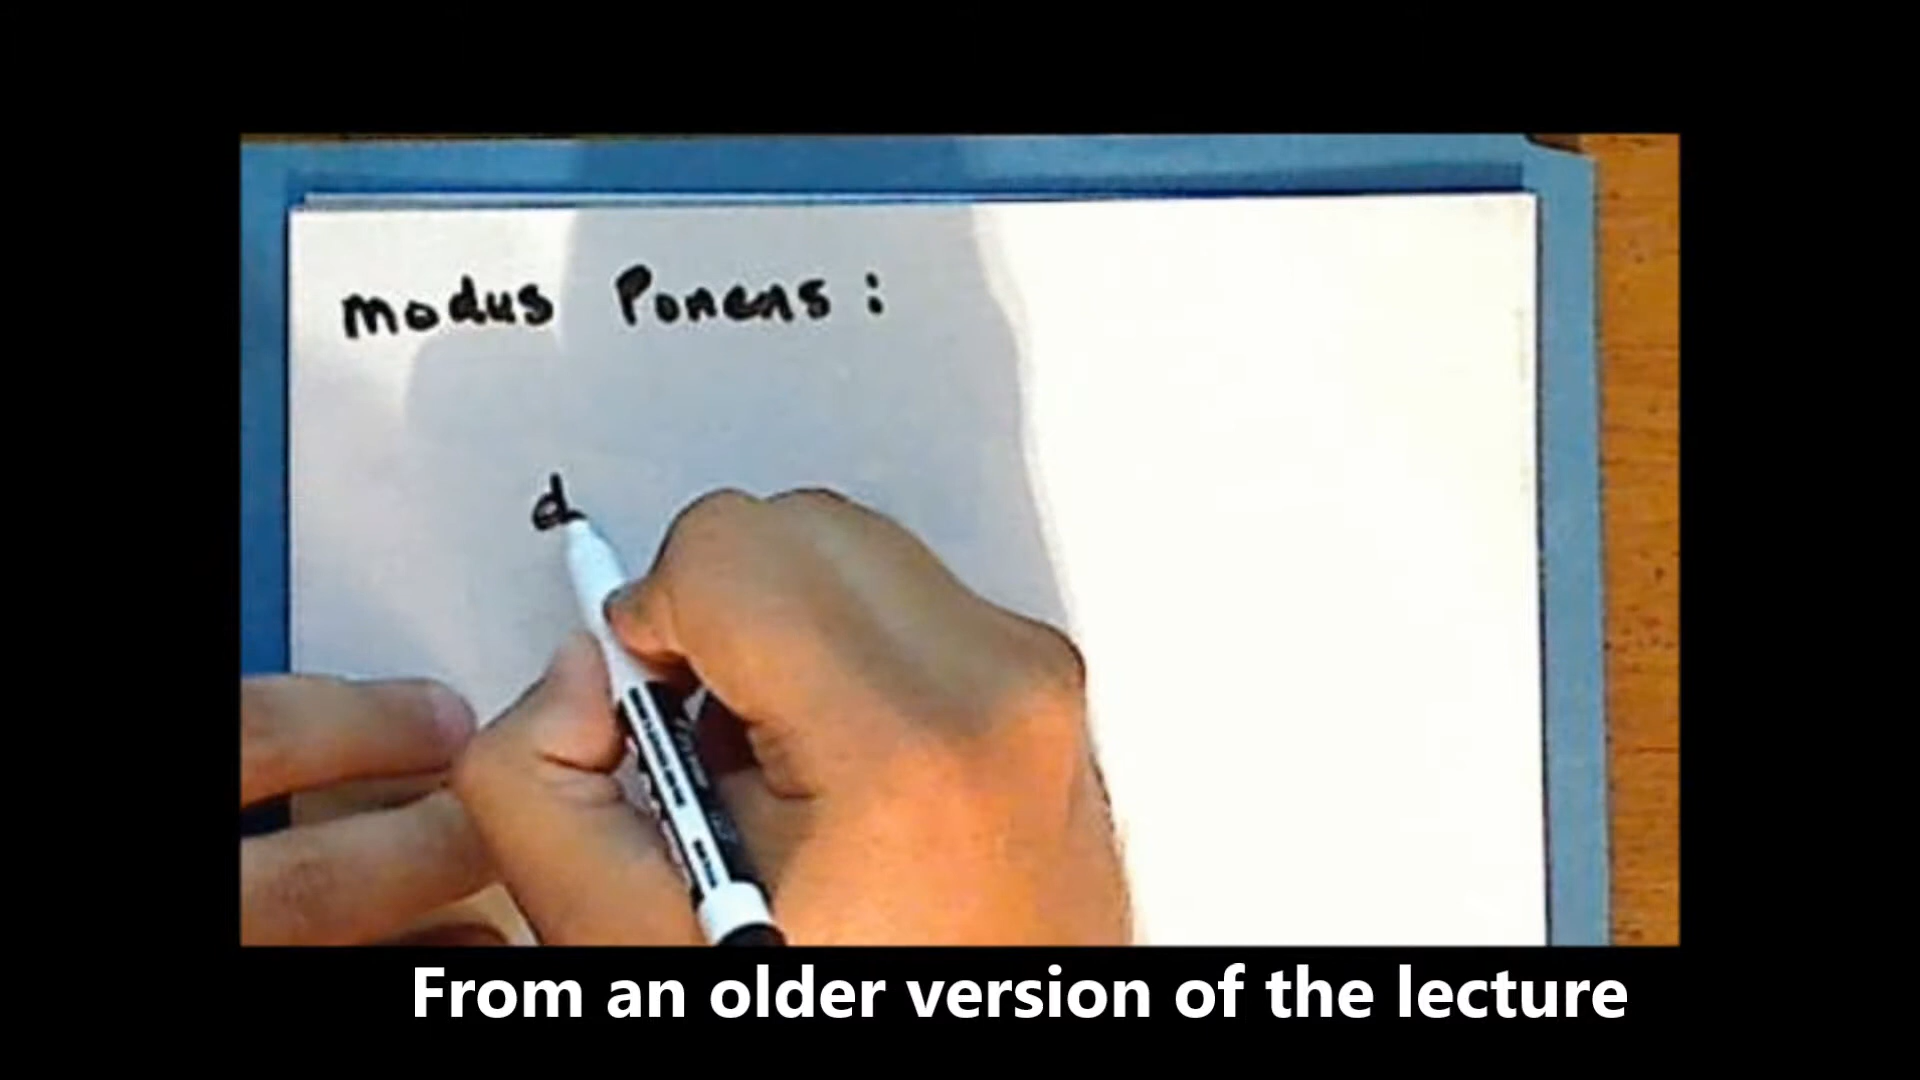 Modus Ponens :
d
From an older version of the lecture